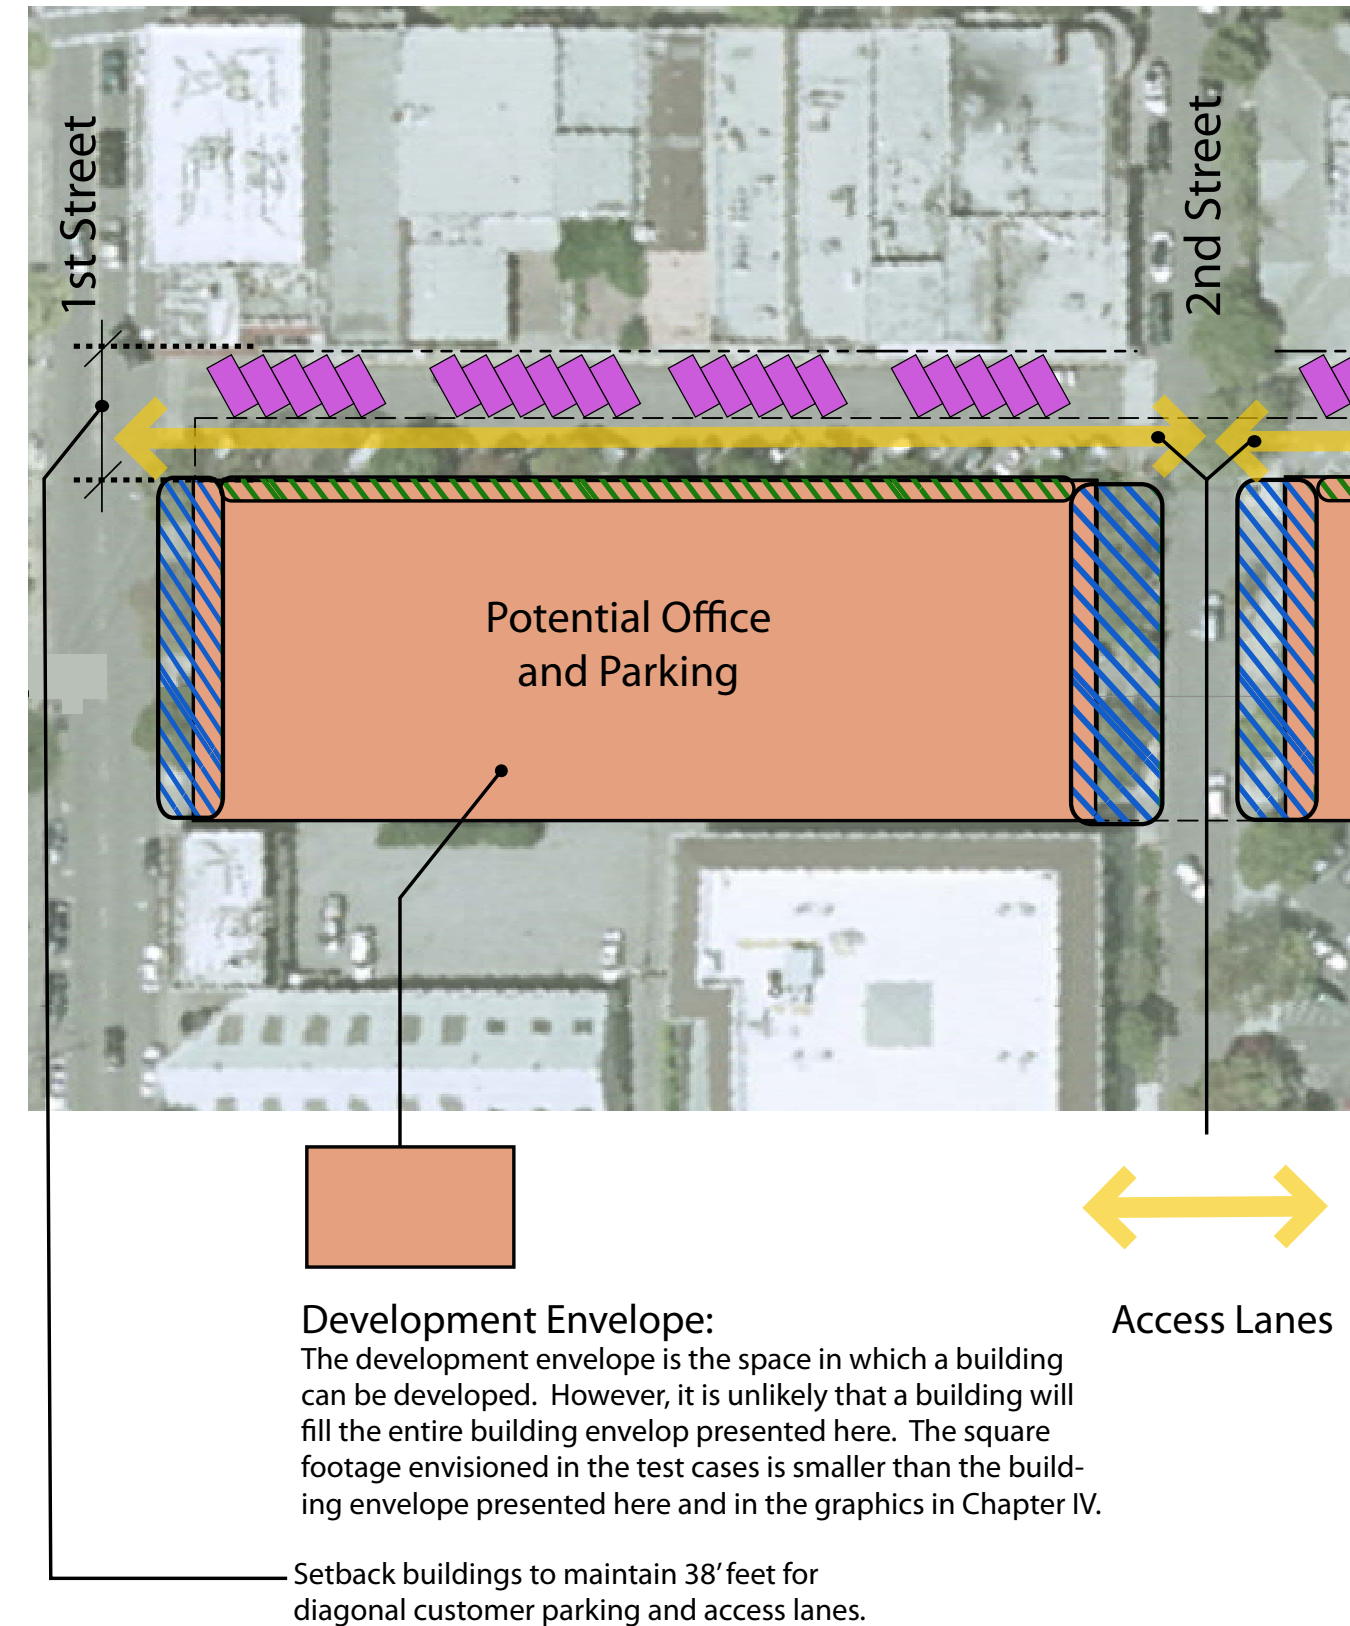 1st Street
2nd Street
Potential Office
and Parking
Development Envelope:
The development envelope is the space in which a building
can be developed.  However, it is unlikely that a building will
fill the entire building envelop presented here.  The square
footage envisioned in the test cases is smaller than the build-
ing envelope presented here and in the graphics in Chapter IV.
Access Lanes
Setback buildings to maintain 38’ feet for
diagonal customer parking and access lanes.